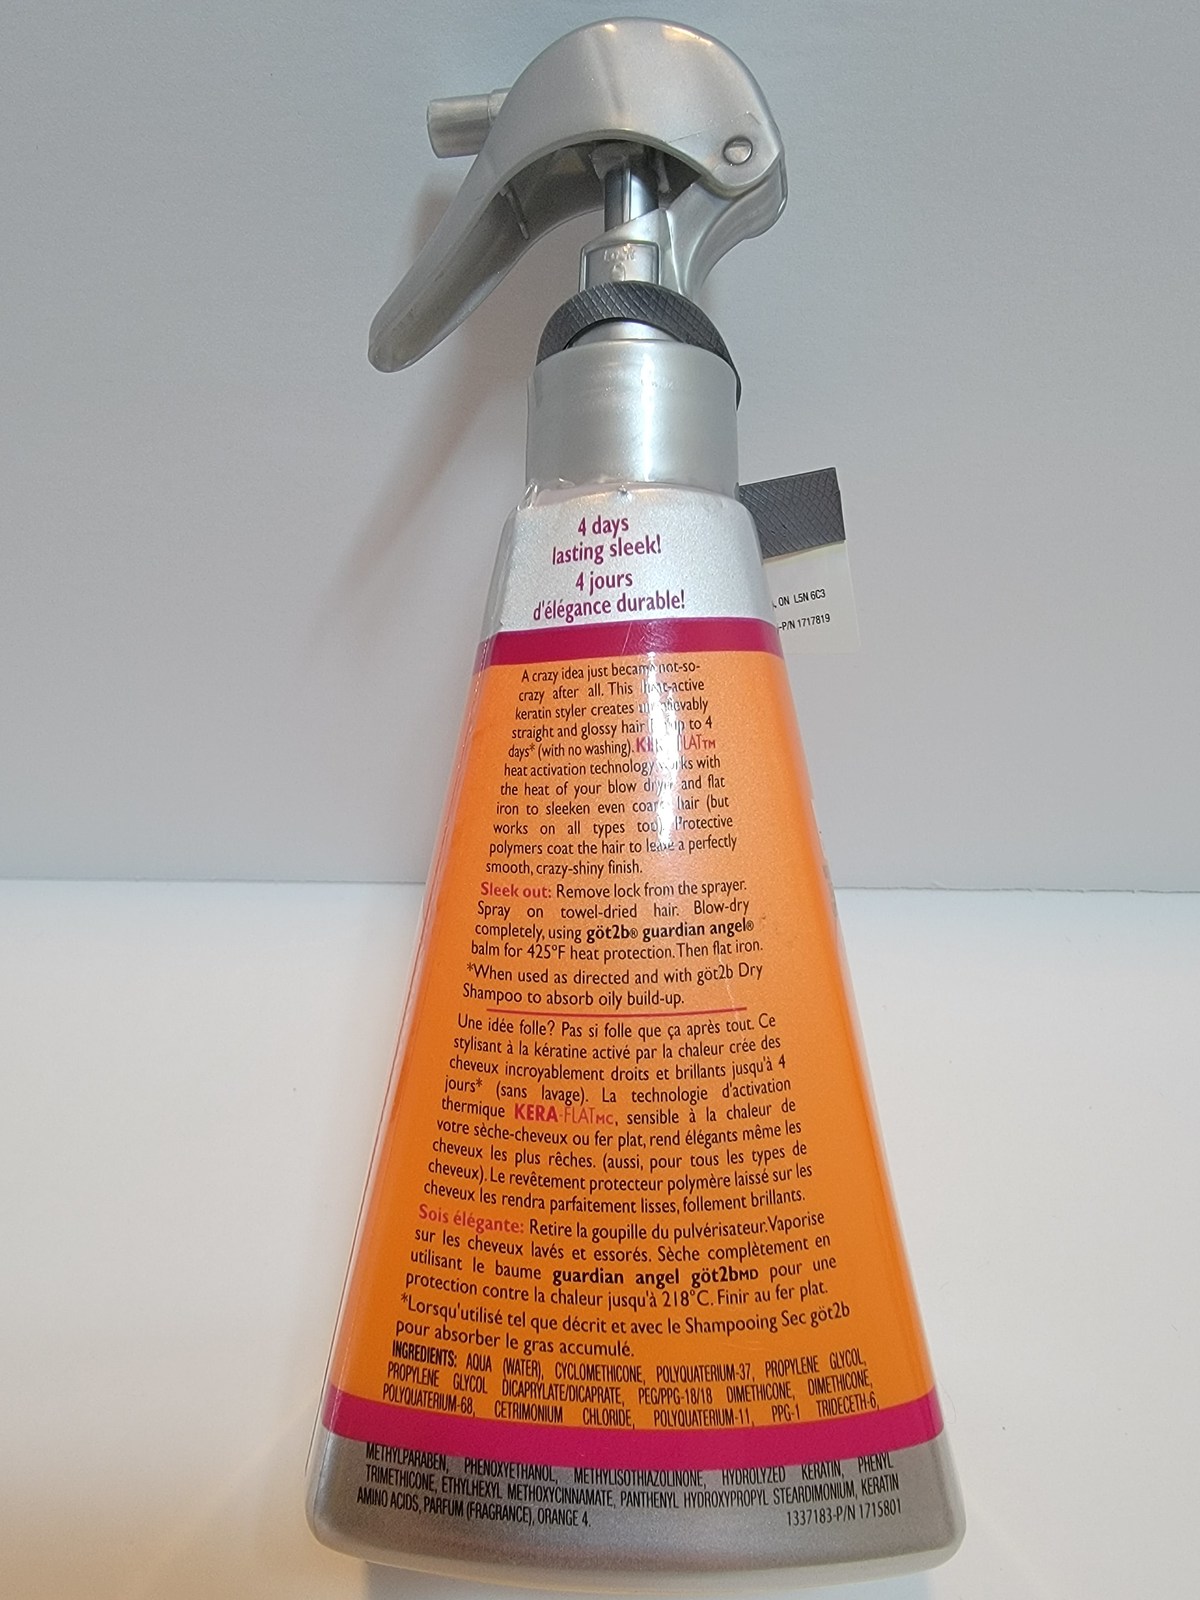 4 days
lasting sleek!
4 jours
d'élégance durable!
, ON L5N 6C3
-P/N 1717819
A crazy idea just became not-so-
crazy after all. This heat-active
keratin styler creates unbelievably
straight and glossy hair for up to 4
days* (with no washing). KERA-FLAT™
heat activation technology works with
the heat of your blow dryer and flat
iron to sleeken even coarse hair (but
works on all types too). Protective
polymers coat the hair to leave a perfectly
smooth, crazy-shiny finish.
Sleek out: Remove lock from the sprayer.
Spray on towel-dried hair. Blow-dry
completely, using göt2b® guardian angel®
balm for 425°F heat protection. Then flat iron.
*When used as directed and with göt2b Dry
Shampoo to absorb oily build-up.
Une idée folle? Pas si folle que ça après tout. Ce
stylisant à la kératine activé par la chaleur crée des
cheveux incroyablement droits et brillants jusqu'à 4
jours* (sans lavage). La technologie d'activation
thermique KERA-FLATMC, sensible à la chaleur de
votre sèche-cheveux ou fer plat, rend élégants même les
cheveux les plus rêches. (aussi, pour tous les types de
cheveux). Le revêtement protecteur polymère laissé sur les
cheveux les rendra parfaitement lisses, follement brillants.
Sois élégante: Retire la goupille du pulvérisateur. Vaporise
sur les cheveux lavés et essorés. Sèche complètement en
utilisant le baume guardian angel göt2bMD pour une
protection contre la chaleur jusqu'à 218°C. Finir au fer plat.
*Lorsqu'utilisé tel que décrit et avec le Shampooing Sec göt2b
pour absorber le gras accumulé.
INGREDIENTS: AQUA (WATER), CYCLOMETHICONE, POLYQUATERIUM-37, PROPYLENE GLYCOL,
PROPYLENE GLYCOL DICAPRYLATE/DICAPRATE, PEG/PPG-18/18 DIMETHICONE, DIMETHICONE,
POLYQUATERIUM-68, CETRIMONIUM CHLORIDE, POLYQUATERIUM-11, PPG-1 TRIDECETH-6,
METHYLPARABEN, PHENOXYETHANOL, METHYLISOTHIAZOLINONE, HYDROLYZED KERATIN, PHENYL
TRIMETHICONE, ETHYLHEXYL METHOXYCINNAMATE, PANTHENYL HYDROXYPROPYL STEARDIMONIUM, KERATIN
AMINO ACIDS, PARFUM (FRAGRANCE), ORANGE 4.
1337183-P/N 1715801